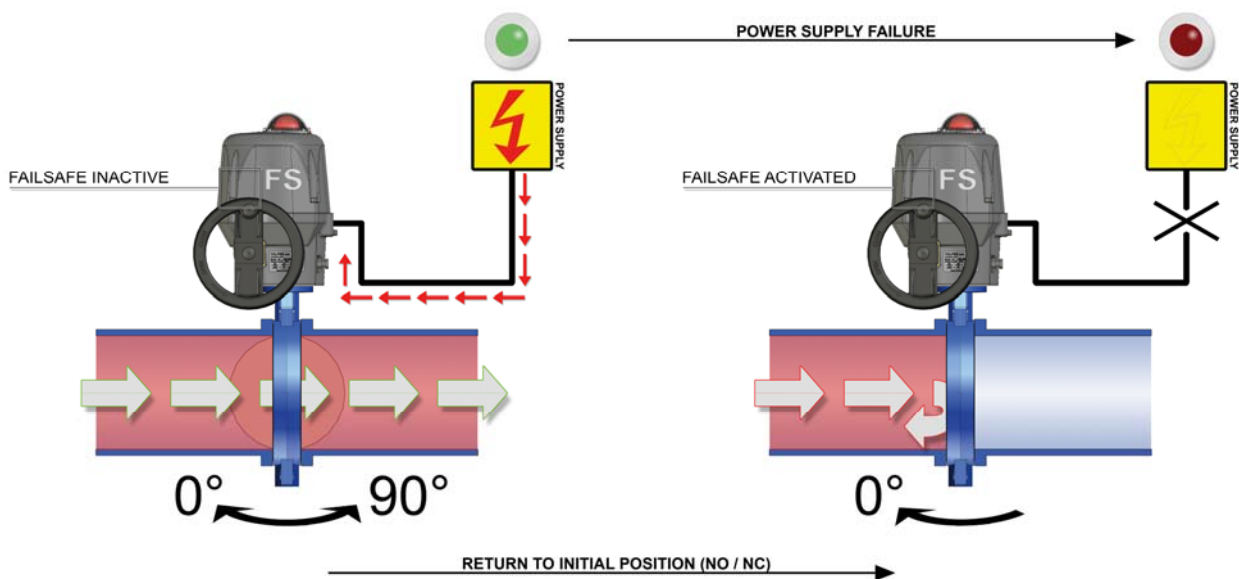 POWER SUPPLY FAILURE
POWER SUPPLY
POWER SUPPLY
FAILSAFE INACTIVE
FS
FAILSAFE ACTIVATED
FS
0°
90°
0°
RETURN TO INITIAL POSITION (NO / NC)